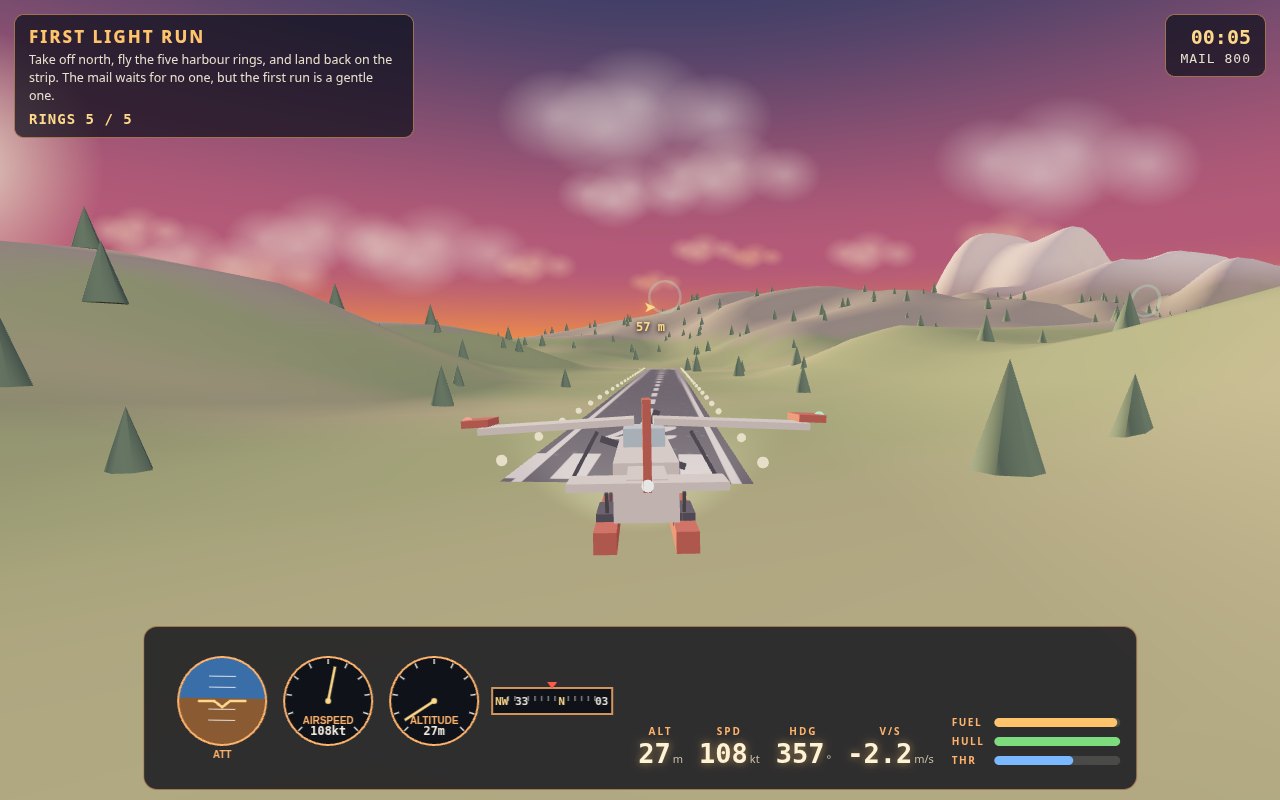 FIRST LIGHT RUN
Take off north, fly the five harbour rings, and land back on the
strip. The mail waits for no one, but the first run is a gentle
one.
RINGS 5 / 5
00:05
MAIL 800
57 m
AIRSPEED
108kt
ATT
ALTITUDE
27m
NW 33 N 03
ALT
27 m
SPD
108 kt
HDG
357 °
V/S
-2.2 m/s
FUEL
HULL
THR